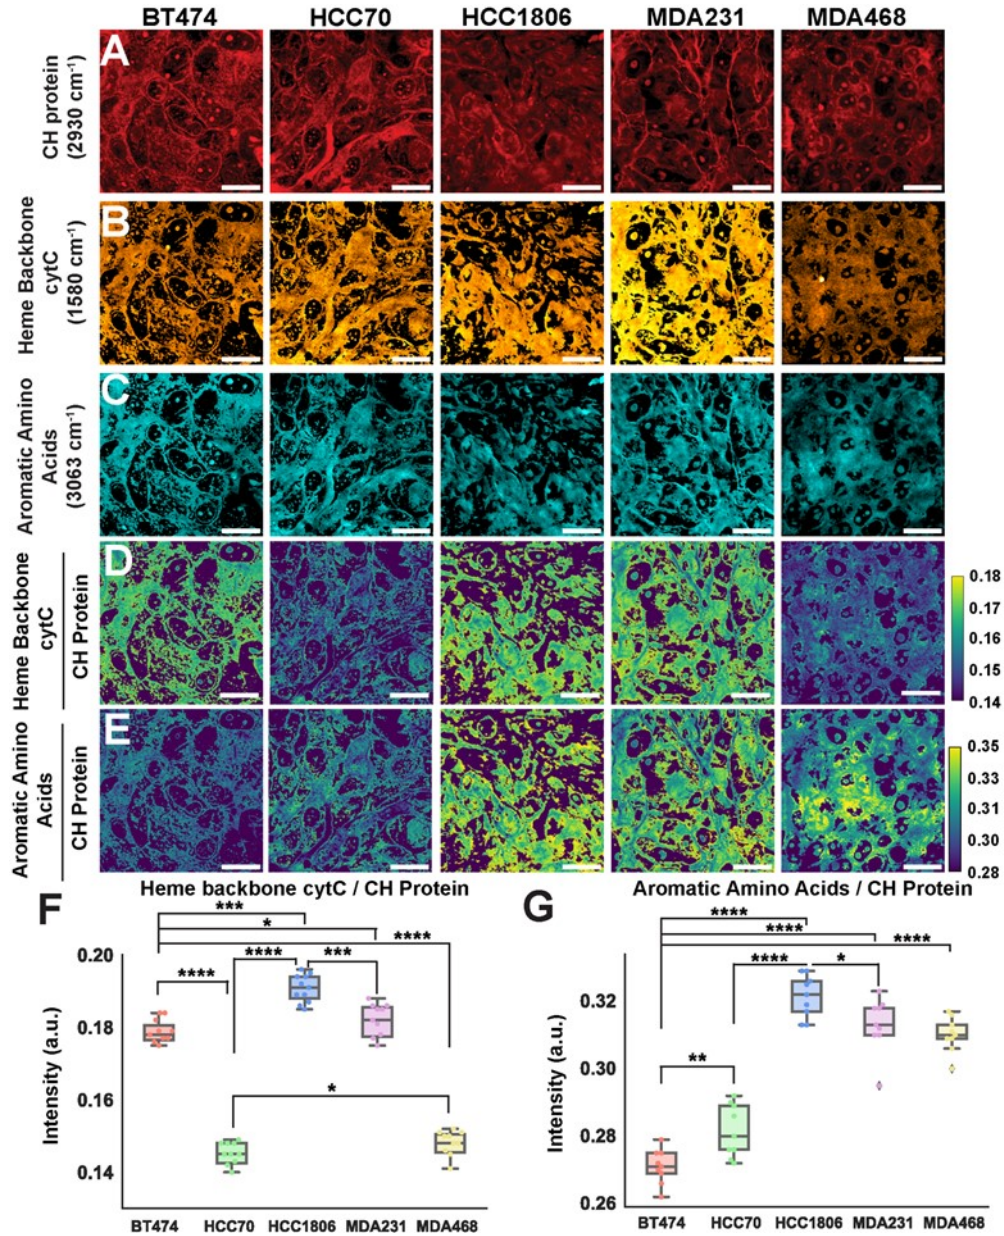 BT474 HCC70 HCC1806 MDA231 MDA468
A
CH protein
(2930 cm⁻¹)
B
Heme Backbone
cytC
(1580 cm⁻¹)
C
Aromatic Amino
Acids
(3063 cm⁻¹)
D
Heme Backbone
cytC
CH Protein
0.18
0.17
0.16
0.15
0.14
E
Aromatic Amino
Acids
CH Protein
0.35
0.33
0.31
0.30
0.28
F
Heme backbone cytC / CH Protein
***
*
****
**** **** ***
*
0.20
0.18
0.16
0.14
Intensity (a.u.)
BT474 HCC70 HCC1806 MDA231 MDA468
G
Aromatic Amino Acids / CH Protein
****
****
****
**** *
**
0.32
0.30
0.28
0.26
Intensity (a.u.)
BT474 HCC70 HCC1806 MDA231 MDA468